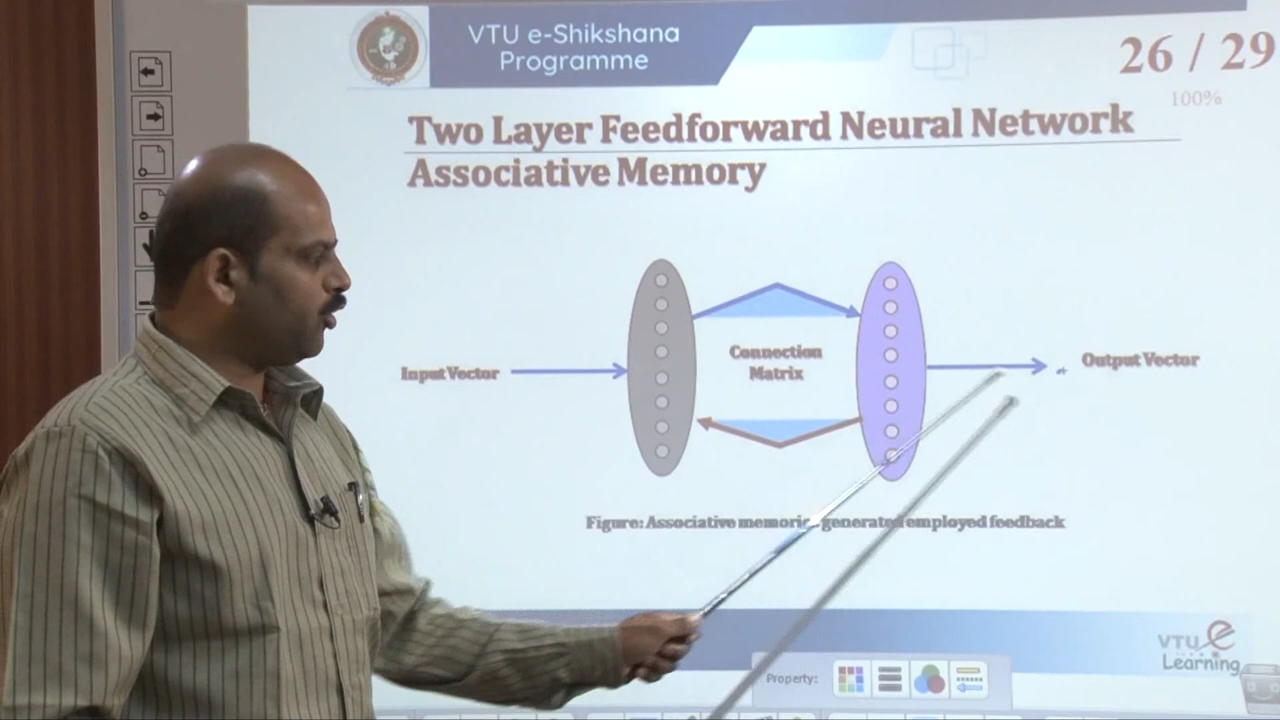 VTU e-Shikshana
Programme
26 / 29
100%
Two Layer Feedforward Neural Network
Associative Memory
Input Vector
Connection
Matrix
Output Vector
Figure: Associative memories generated employed feedback
Property:
VTU e
Learning